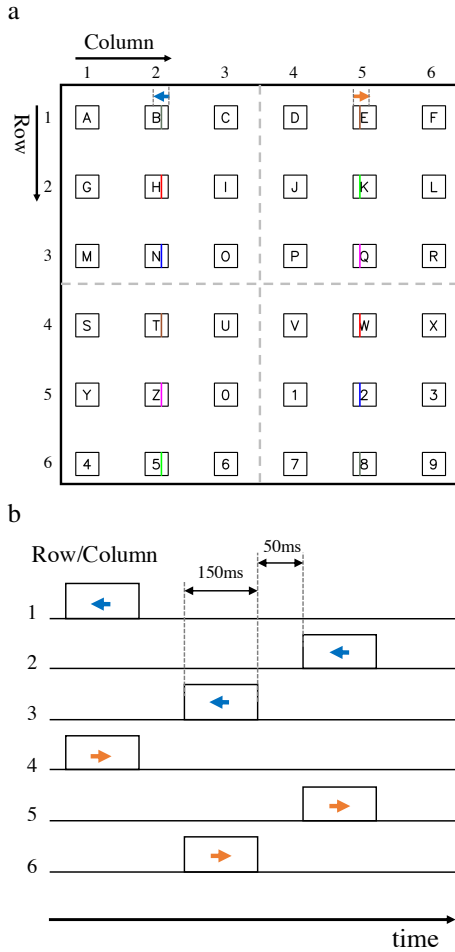 a
Column
1 2 3 4 5 6
Row
1 A B C D E F
2 G H I J K L
3 M N O P Q R
4 S T U V W X
5 Y Z 0 1 2 3
6 4 5 6 7 8 9
b
50ms
Row/Column
150ms
1
2
3
4
5
6
time